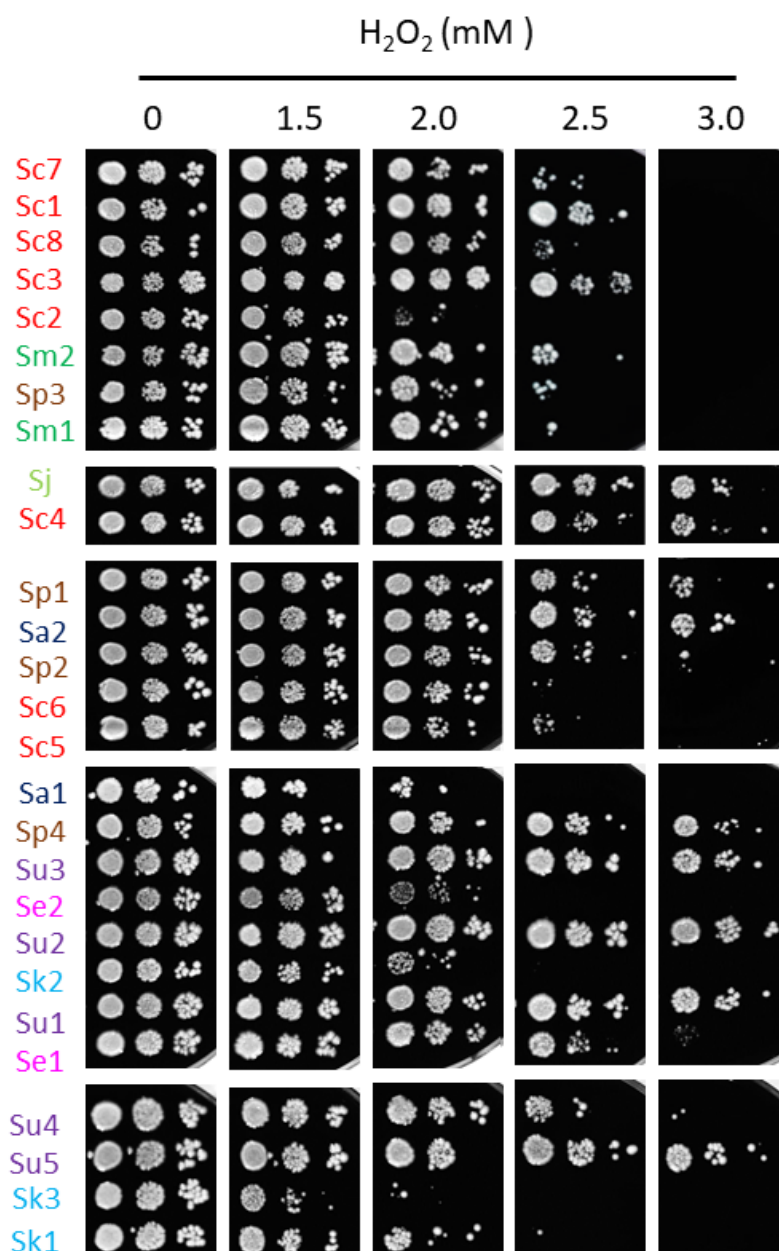 H₂O₂ (mM )
0 1.5 2.0 2.5 3.0
Sc7
Sc1
Sc8
Sc3
Sc2
Sm2
Sp3
Sm1
Sj
Sc4
Sp1
Sa2
Sp2
Sc6
Sc5
Sa1
Sp4
Su3
Se2
Su2
Sk2
Su1
Se1
Su4
Su5
Sk3
Sk1